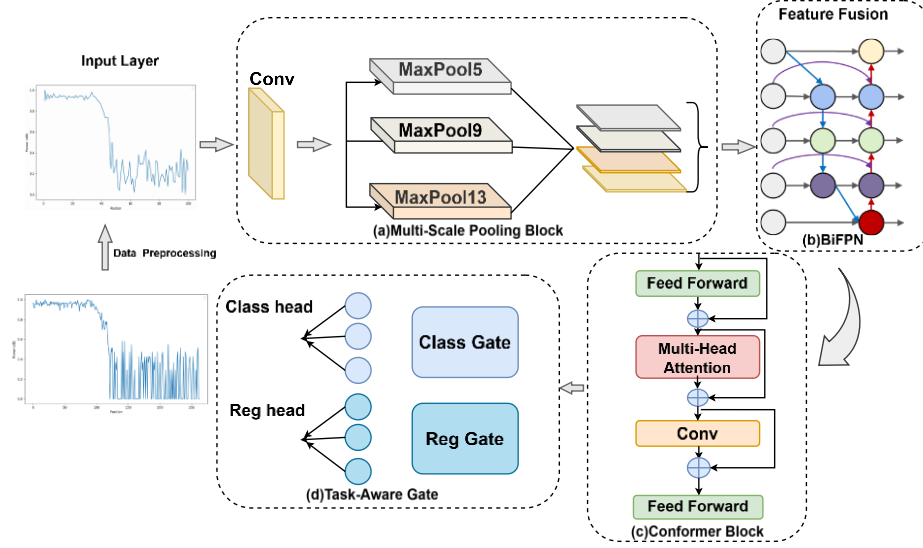 Feature Fusion
Input Layer
Conv
MaxPool5
MaxPool9
MaxPool13
(a)Multi-Scale Pooling Block
(b)BiFPN
Data Preprocessing
Class head
Class Gate
Reg head
Reg Gate
(d)Task-Aware Gate
Feed Forward
Multi-Head
Attention
Conv
Feed Forward
(c)Conformer Block